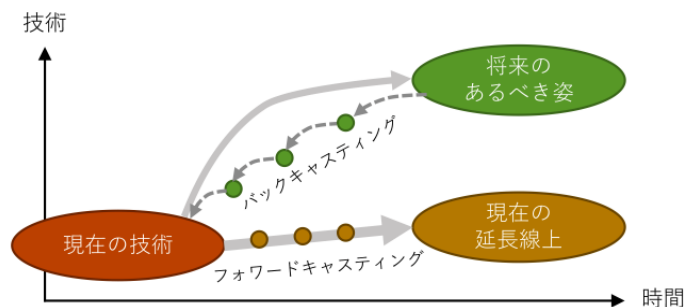 技術
将来の
あるべき姿
バックキャスティング
現在の技術
現在の
延長線上
フォワードキャスティング
時間